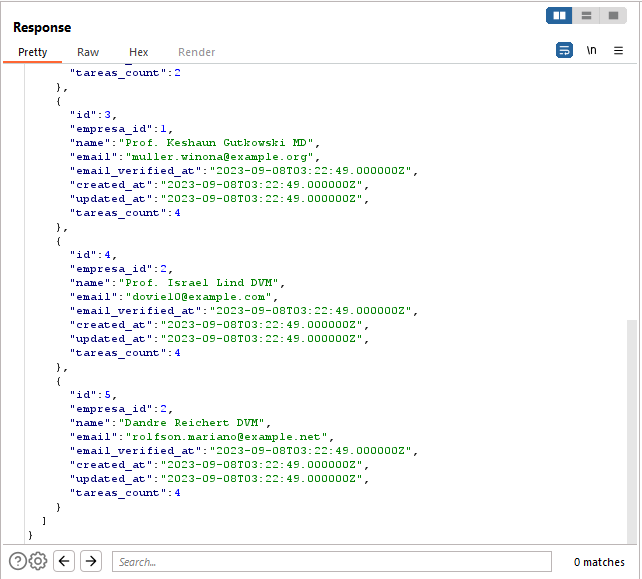 Response
Pretty Raw Hex Render \n
"tareas_count":2
},
{
"id":3,
"empresa_id":1,
"name":"Prof. Keshaun Gutkowski MD",
"email":"muller.winona@example.org",
"email_verified_at":"2023-09-08T03:22:49.000000Z",
"created_at":"2023-09-08T03:22:49.000000Z",
"updated_at":"2023-09-08T03:22:49.000000Z",
"tareas_count":4
},
{
"id":4,
"empresa_id":2,
"name":"Prof. Israel Lind DVM",
"email":"dovie10@example.com",
"email_verified_at":"2023-09-08T03:22:49.000000Z",
"created_at":"2023-09-08T03:22:49.000000Z",
"updated_at":"2023-09-08T03:22:49.000000Z",
"tareas_count":4
},
{
"id":5,
"empresa_id":2,
"name":"Dandre Reichert DVM",
"email":"rolfson.mariano@example.net",
"email_verified_at":"2023-09-08T03:22:49.000000Z",
"created_at":"2023-09-08T03:22:49.000000Z",
"updated_at":"2023-09-08T03:22:49.000000Z",
"tareas_count":4
}
]
}
Search... 0 matches